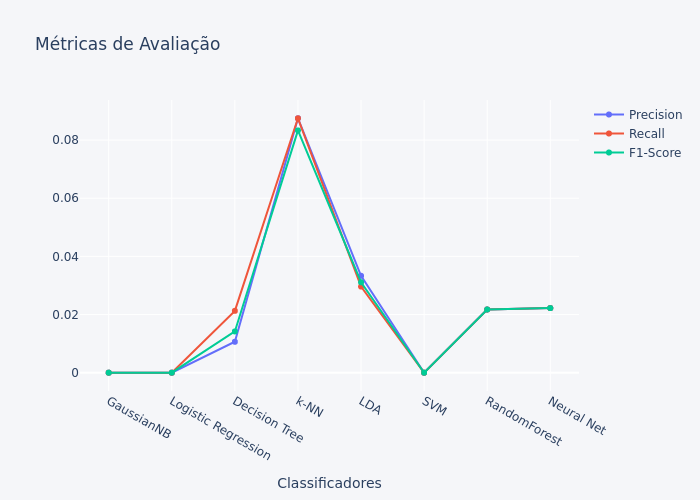 Métricas de Avaliação
Precision
Recall
F1-Score
0.08
0.06
0.04
0.02
0
GaussianNB
Logistic Regression
Decision Tree
k-NN
LDA
SVM
RandomForest
Neural Net
Classificadores